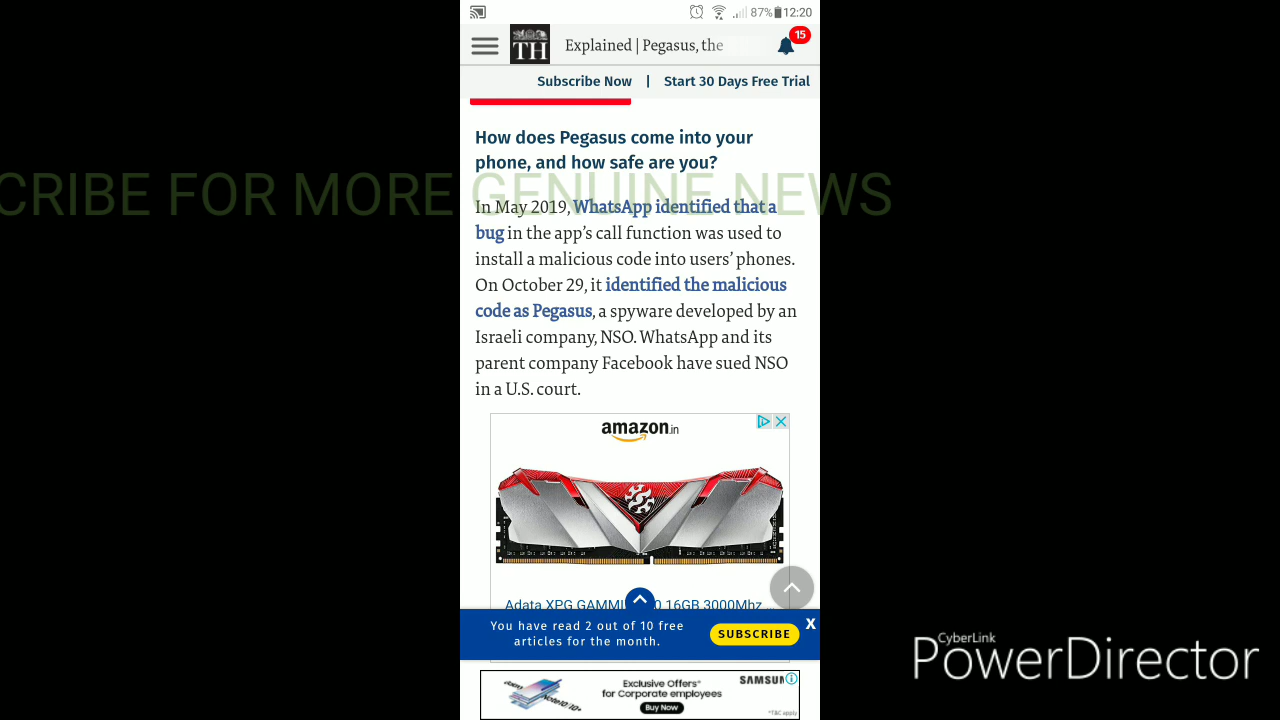 87% 12:20
TH
Explained | Pegasus, the
15
Subscribe Now | Start 30 Days Free Trial
How does Pegasus come into your
phone, and how safe are you?
CRIBE FOR MORE GENUINE NEWS
In May 2019, WhatsApp identified that a
bug in the app’s call function was used to
install a malicious code into users’ phones.
On October 29, it identified the malicious
code as Pegasus, a spyware developed by an
Israeli company, NSO. WhatsApp and its
parent company Facebook have sued NSO
in a U.S. court.
amazon.in
Adata XPG 16GB 3000Mhz ...
You have read 2 out of 10 free
articles for the month.
SUBSCRIBE
X
Exclusive Offers*
for Corporate employees
Buy Now
SAMSUN
*T&C apply
CyberLink
PowerDirector